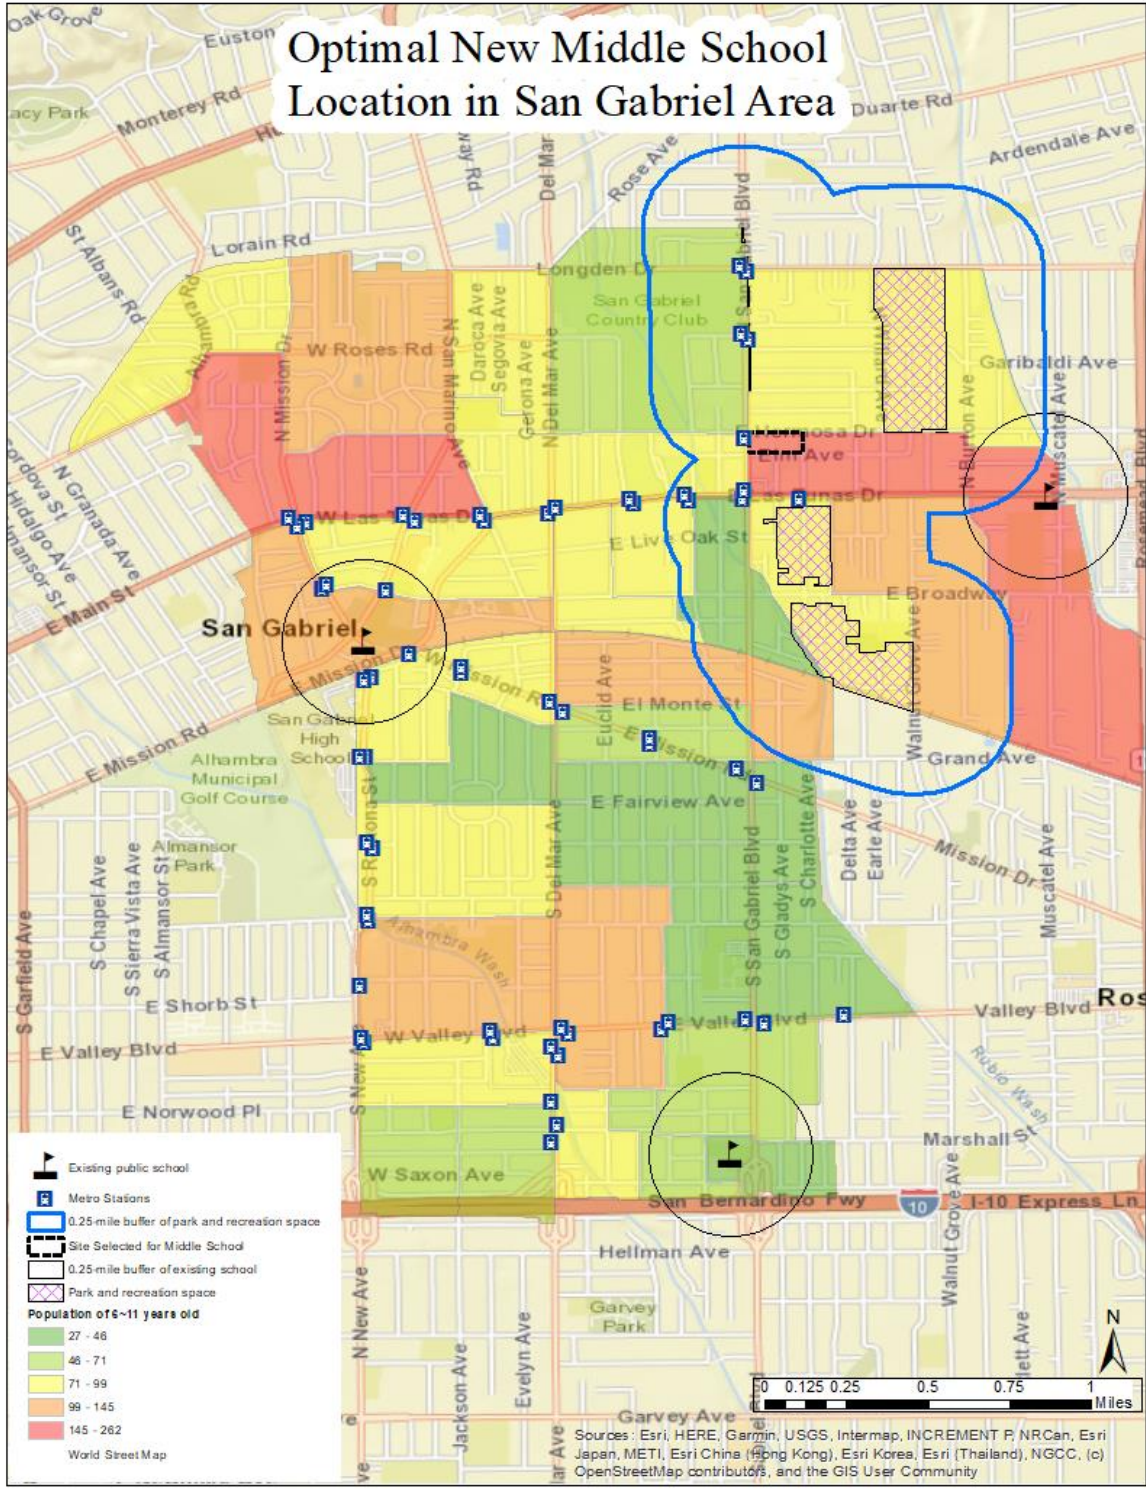 Optimal New Middle School
Location in San Gabriel Area
Oak Grove
Euston
Monterey Rd
Duarte Rd
Ardendale Ave
Rose Ave
Del Mar
St Albans Rd
Lorain Rd
Longden Dr
San Gabriel
Country Club
Alhambra Rd
W Roses Rd
N Mission Dr
N San Marino Ave
Daroca Ave
Segovia Ave
Gerona Ave
N Del Mar Ave
Garibaldi Ave
N Muscatel Ave
N Burton Ave
E Hermosa Dr
Elm Ave
E Las Tunas Dr
W Las Tunas Dr
N Granada Ave
Hidalgo Ave
E Main St
E Live Oak St
E Broadway
San Gabriel
E Mission Dr
W Mission Rd
El Monte St
Euclid Ave
Walnut Grove Ave
Grand Ave
San Gabriel
High
School
E Mission Rd
Alhambra
Municipal
Golf Course
E Mission Rd
E Fairview Ave
S Del Mar Ave
S San Gabriel Blvd
S Gladys Ave
S Charlotte Ave
Delta Ave
Earle Ave
Mission Dr
Muscatel Ave
Almansor
Park
S Chapel Ave
S Sierra Vista Ave
S Almansor St
S Garfield Ave
Alhambra Wash
E Shorb St
E Valley Blvd
W Valley Blvd
E Valley Blvd
Valley Blvd
Ros
Rubio Wash
E Norwood Pl
Marshall St
W Saxon Ave
San Bernardino Fwy
10
I-10 Express Ln
Walnut Grove Ave
Hellman Ave
Garvey
Park
N New Ave
Jackson Ave
Evelyn Ave
Garvey Ave
Existing public school
Metro Stations
0.25-mile buffer of park and recreation space
Site Selected for Middle School
0.25-mile buffer of existing school
Park and recreation space
Population of 6~11 years old
27 - 46
46 - 71
71 - 99
99 - 145
145 - 262
World Street Map
N
0 0.125 0.25 0.5 0.75 1
Miles
Sources: Esri, HERE, Garmin, USGS, Intermap, INCREMENT P, NRCan, Esri
Japan, METI, Esri China (Hong Kong), Esri Korea, Esri (Thailand), NGCC, (c)
OpenStreetMap contributors, and the GIS User Community